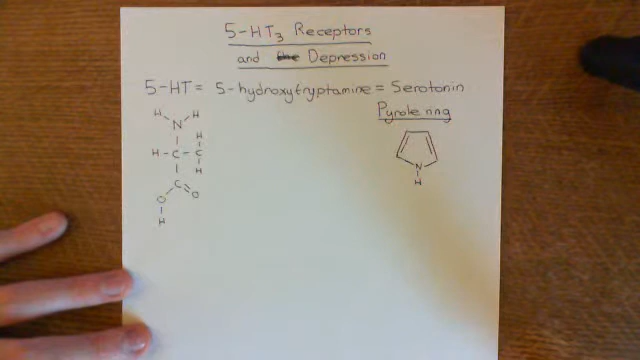 5-HT₃ Receptors
and the Depression
5-HT = 5-hydroxytryptamine = Serotonin
Pyrole ring
H H
N H
H-C-C
H
C
O O
H
N
H